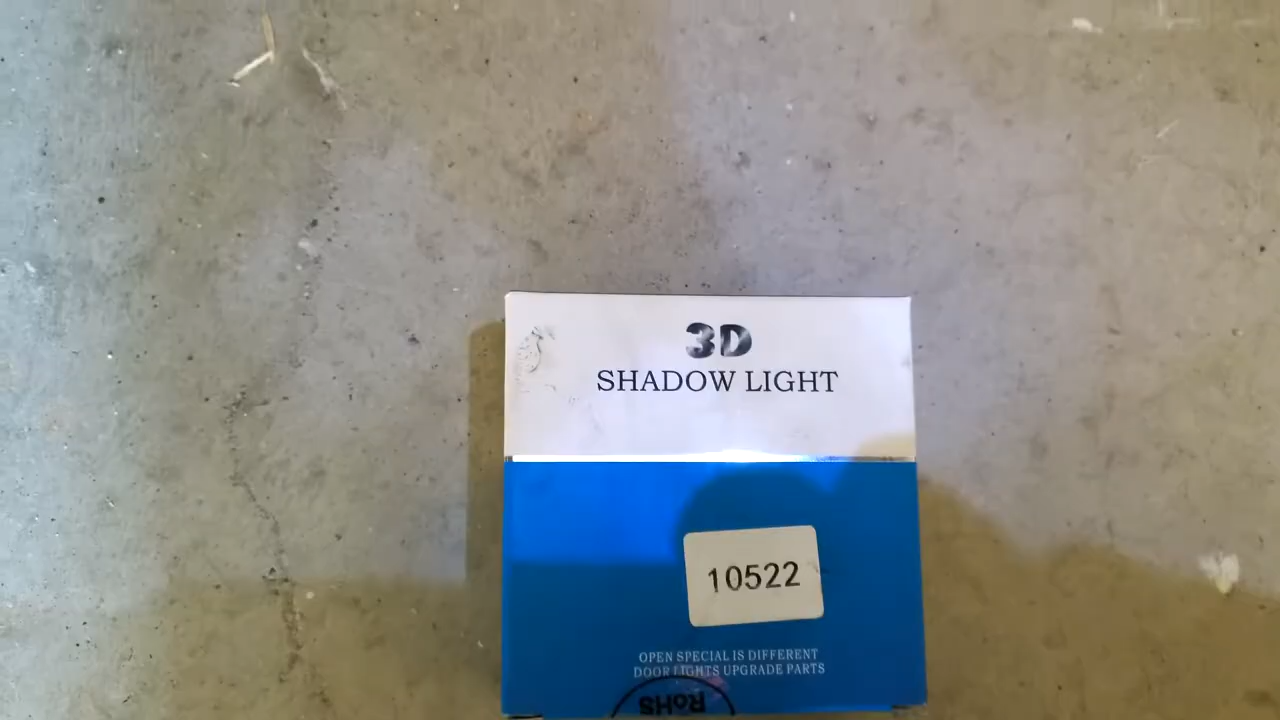 3D
SHADOW LIGHT
10522
OPEN SPECIAL IS DIFFERENT
DOOR LIGHTS UPGRADE PARTS
RoHS